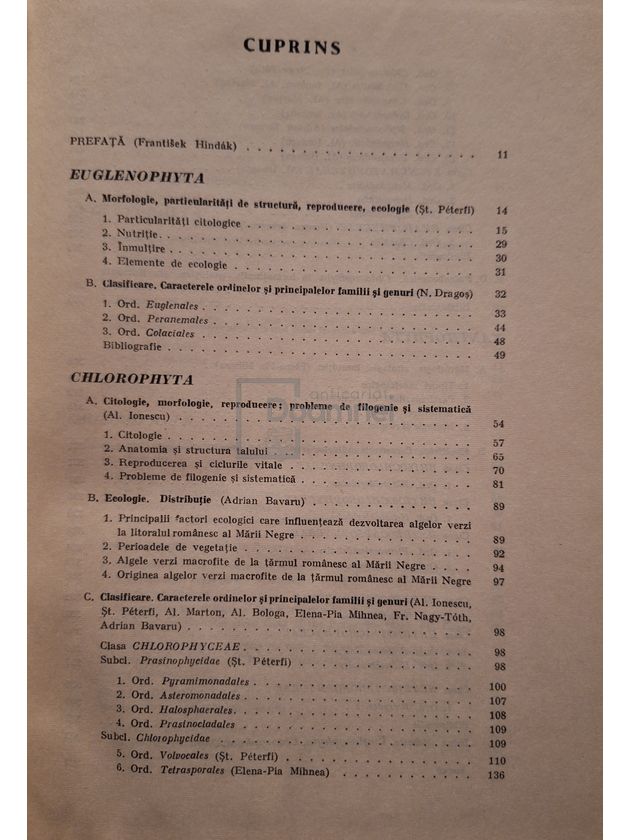 CUPRINS
PREFAȚĂ (František Hindák) . . . . . . . . . . . . . . . . 11
EUGLENOPHYTA
A. Morfologie, particularități de structură, reproducere, ecologie (Șt. Péterfi) 14
1. Particularități citologice . . . . . . . . . . . . . . . . 15
2. Nutriție . . . . . . . . . . . . . . . . 29
3. Înmulțire . . . . . . . . . . . . . . . . 30
4. Elemente de ecologie . . . . . . . . . . . . . . . . 31
B. Clasificare. Caracterele ordinelor și principalelor familii și genuri (N. Dragoș) 32
1. Ord. Euglenales . . . . . . . . . . . . . . . . 33
2. Ord. Peranemales . . . . . . . . . . . . . . . . 44
3. Ord. Colaciales . . . . . . . . . . . . . . . . 48
Bibliografie . . . . . . . . . . . . . . . . 49
CHLOROPHYTA
anticariat
A. Citologie, morfologie, reproducere; probleme de filogenie și sistematică
(Al. Ionescu) . . . . . . . . . . . . . . . . 54
1. Citologie . . . . . . . . . . . . . . . . 57
2. Anatomia și structura talului . . . . . . . . . . . . . . . . 65
3. Reproducerea și ciclurile vitale . . . . . . . . . . . . . . . . 70
4. Probleme de filogenie și sistematică . . . . . . . . . . . . . . . . 81
B. Ecologie. Distribuție (Adrian Bavaru) . . . . . . . . . . . . . . . . 89
1. Principalii factori ecologici care influențează dezvoltarea algelor verzi
la litoralul românesc al Mării Negre . . . . . . . . . . . . . . . . 89
2. Perioadele de vegetație . . . . . . . . . . . . . . . . 92
3. Algele verzi macrofite de la țărmul românesc al Mării Negre . . . . 94
4. Originea algelor verzi macrofite de la țărmul românesc al Mării Negre 97
C. Clasificare. Caracterele ordinelor și principalelor familii și genuri (Al. Ionescu,
Șt. Péterfi, Al. Marton, Al. Bologa, Elena-Pia Mihnea, Fr. Nagy-Tóth,
Adrian Bavaru) . . . . . . . . . . . . . . . . 98
Clasa CHLOROPHYCEAE . . . . . . . . . . . . . . . . 98
Subcl. Prasinophycidae (Șt. Péterfi) . . . . . . . . . . . . . . . . 98
1. Ord. Pyramimonadales . . . . . . . . . . . . . . . . 100
2. Ord. Asteromonadales . . . . . . . . . . . . . . . . 107
3. Ord. Halosphaerales . . . . . . . . . . . . . . . . 108
4. Ord. Prasinocladales . . . . . . . . . . . . . . . . 109
Subcl. Chlorophycidae . . . . . . . . . . . . . . . . 109
5. Ord. Volvocales (Șt. Péterfi) . . . . . . . . . . . . . . . . 110
6. Ord. Tetrasporales (Elena-Pia Mihnea) . . . . . . . . . . . . . . . . 136